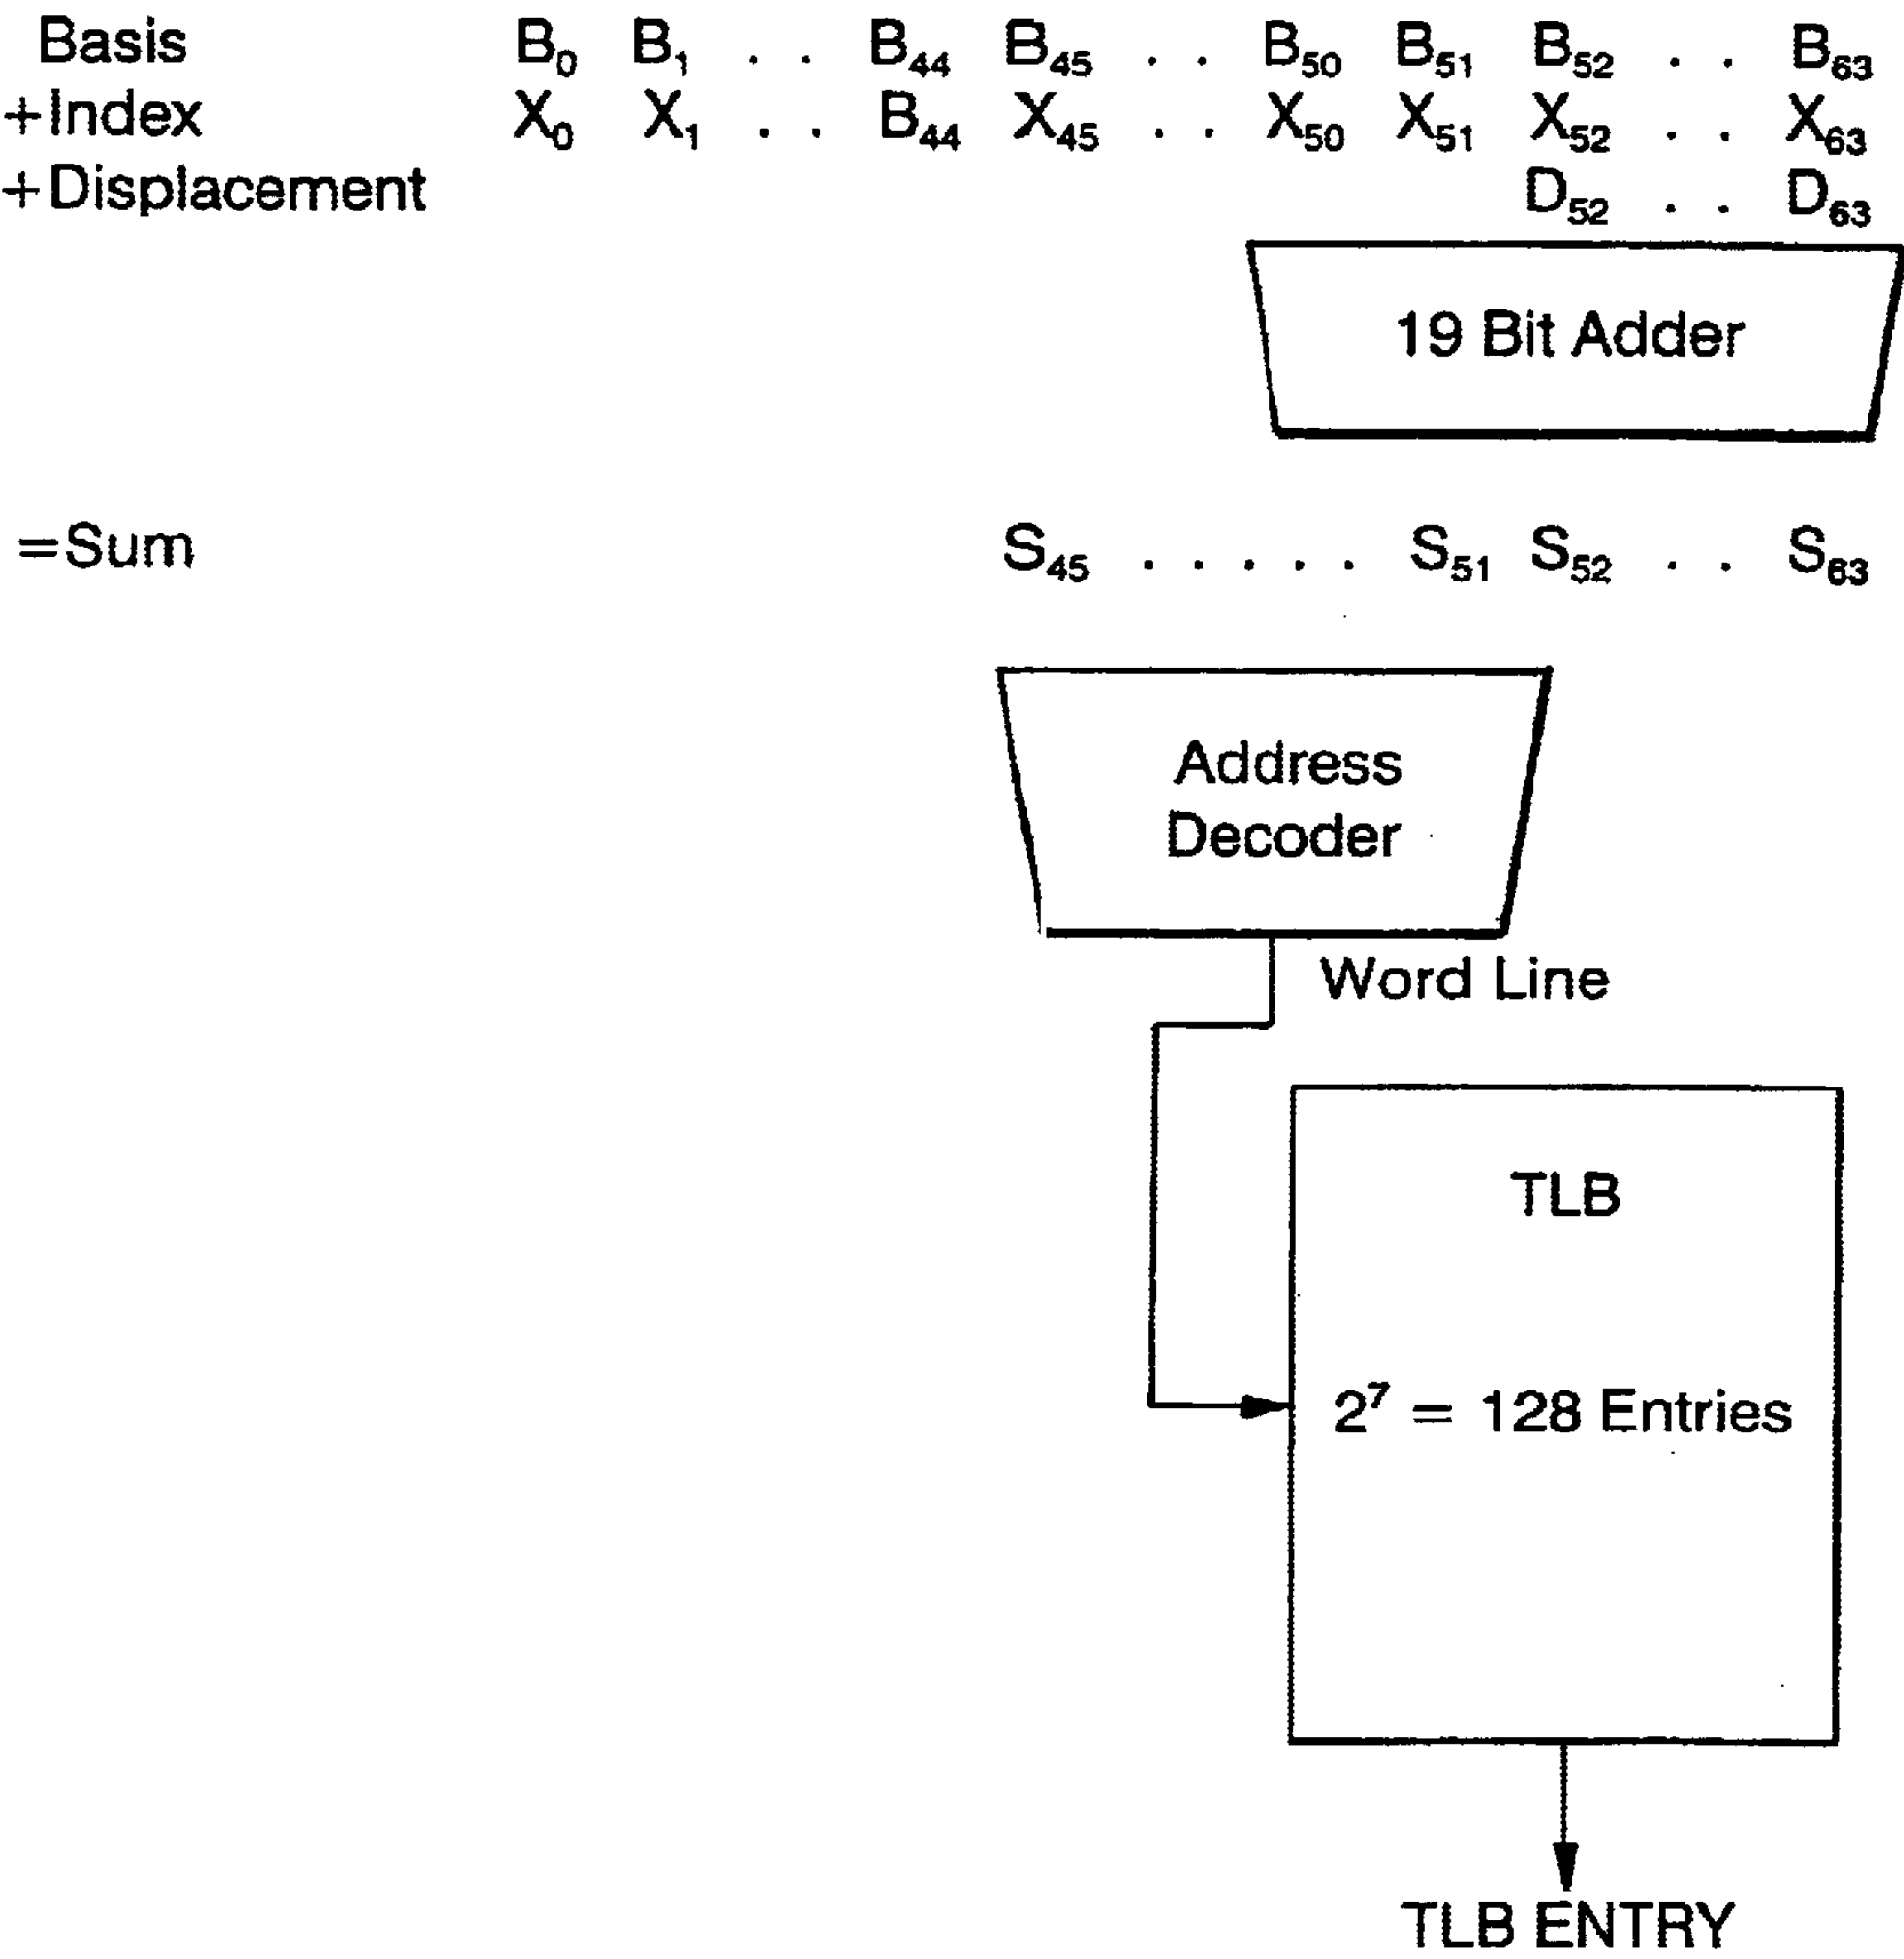 Basis B₀ B₁ . . B₄₄ B₄₅ . . B₅₀ B₅₁ B₅₂ . . B₆₃
+Index X₀ X₁ . . B₄₄ X₄₅ . . X₅₀ X₅₁ X₅₂ . . X₆₃
+Displacement D₅₂ . . D₆₃
19 Bit Adder
=Sum S₄₅ . . . . . S₅₁ S₅₂ . . S₆₃
Address
Decoder
Word Line
TLB
2⁷ = 128 Entries
TLB ENTRY